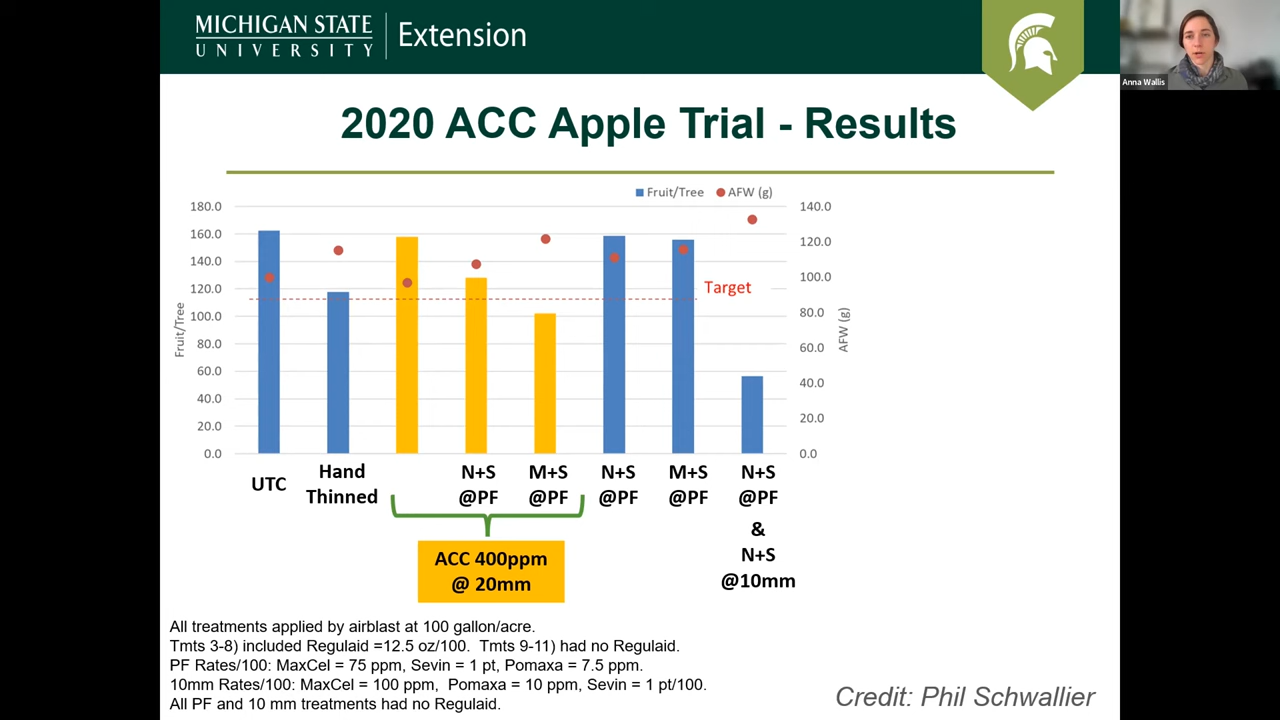 MICHIGAN STATE
UNIVERSITY
Extension
Anna Wallis
2020 ACC Apple Trial - Results
Fruit/Tree AFW (g)
180.0
160.0
140.0
120.0
100.0
80.0
60.0
40.0
20.0
0.0
Fruit/Tree
140.0
120.0
100.0
80.0
60.0
40.0
20.0
0.0
AFW (g)
Target
UTC
Hand
Thinned
N+S
@PF
M+S
@PF
N+S
@PF
M+S
@PF
N+S
@PF
&
N+S
@10mm
ACC 400ppm
@ 20mm
All treatments applied by airblast at 100 gallon/acre.
Tmts 3-8) included Regulaid =12.5 oz/100. Tmts 9-11) had no Regulaid.
PF Rates/100: MaxCel = 75 ppm, Sevin = 1 pt, Pomaxa = 7.5 ppm.
10mm Rates/100: MaxCel = 100 ppm, Pomaxa = 10 ppm, Sevin = 1 pt/100.
All PF and 10 mm treatments had no Regulaid.
Credit: Phil Schwallier